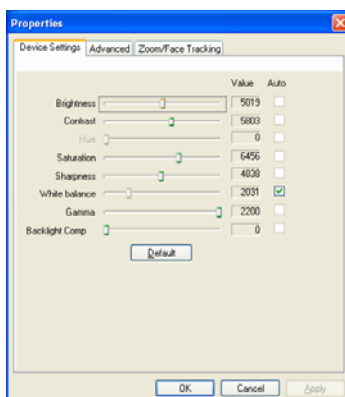 Properties
Device Settings Advanced Zoom/Face Tracking
Value Auto
Brightness 5019
Contrast 5803
Hue 0
Saturation 6456
Sharpness 4838
White balance 2031
Gamma 2200
Backlight Comp 0
Default
OK Cancel Apply